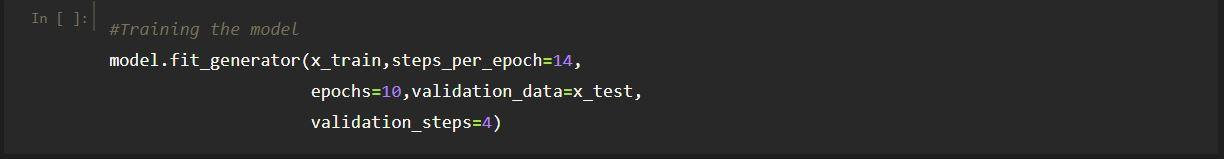 In [ ]:
#Training the model
model.fit_generator(x_train,steps_per_epoch=14,
epochs=10,validation_data=x_test,
validation_steps=4)